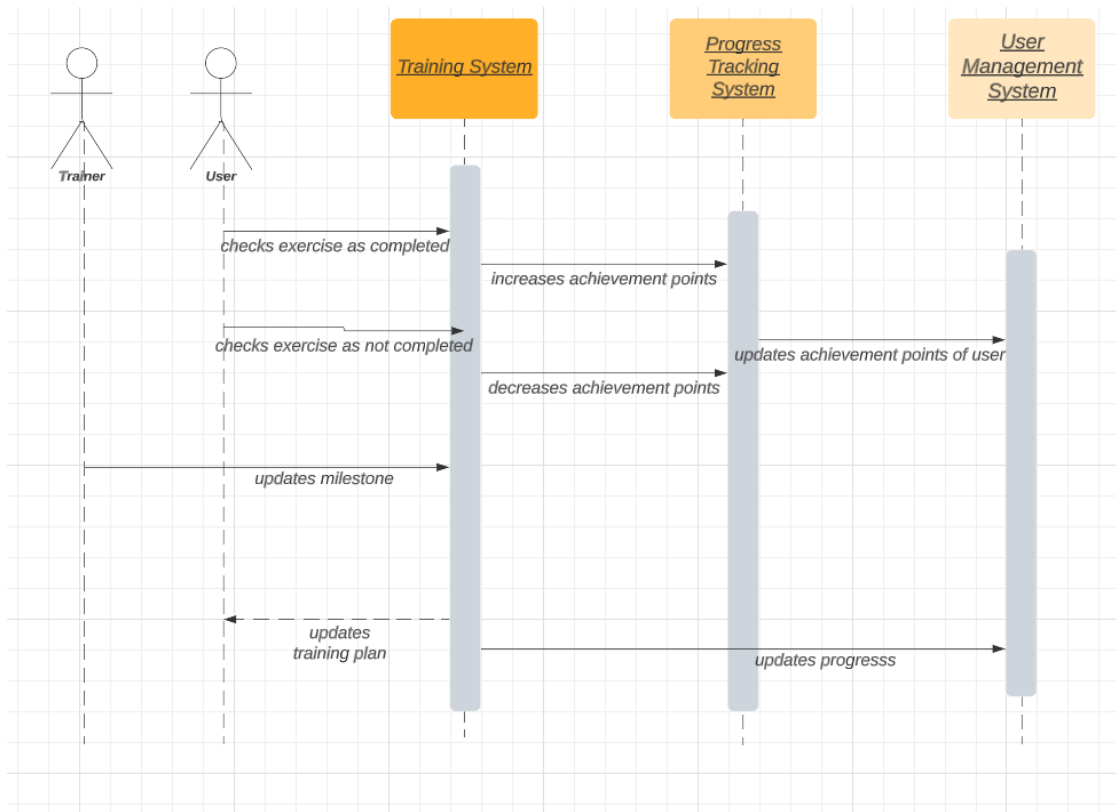 Training System
Progress
Tracking
System
User
Management
System
Trainer
User
checks exercise as completed
increases achievement points
checks exercise as not completed
updates achievement points of user
decreases achievement points
updates milestone
updates
training plan
updates progresss